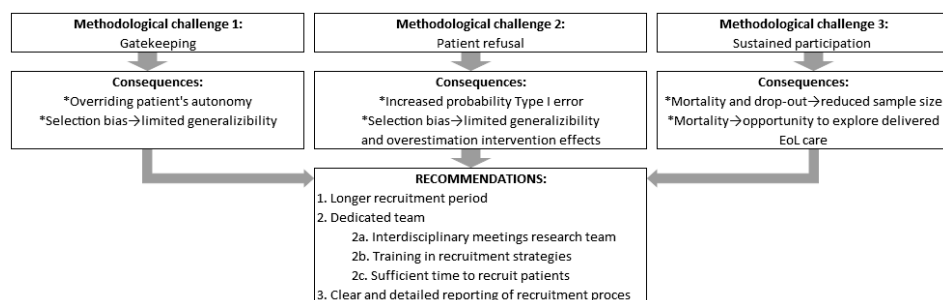 Methodological challenge 1:
Gatekeeping
Methodological challenge 2:
Patient refusal
Methodological challenge 3:
Sustained participation
Consequences:
*Overriding patient's autonomy
*Selection bias→limited generalizibility
Consequences:
*Increased probability Type I error
*Selection bias→limited generalizibility
and overestimation intervention effects
Consequences:
*Mortality and drop-out→reduced sample size
*Mortality→opportunity to explore delivered
EoL care
RECOMMENDATIONS:
1. Longer recruitment period
2. Dedicated team
2a. Interdisciplinary meetings research team
2b. Training in recruitment strategies
2c. Sufficient time to recruit patients
3. Clear and detailed reporting of recruitment proces